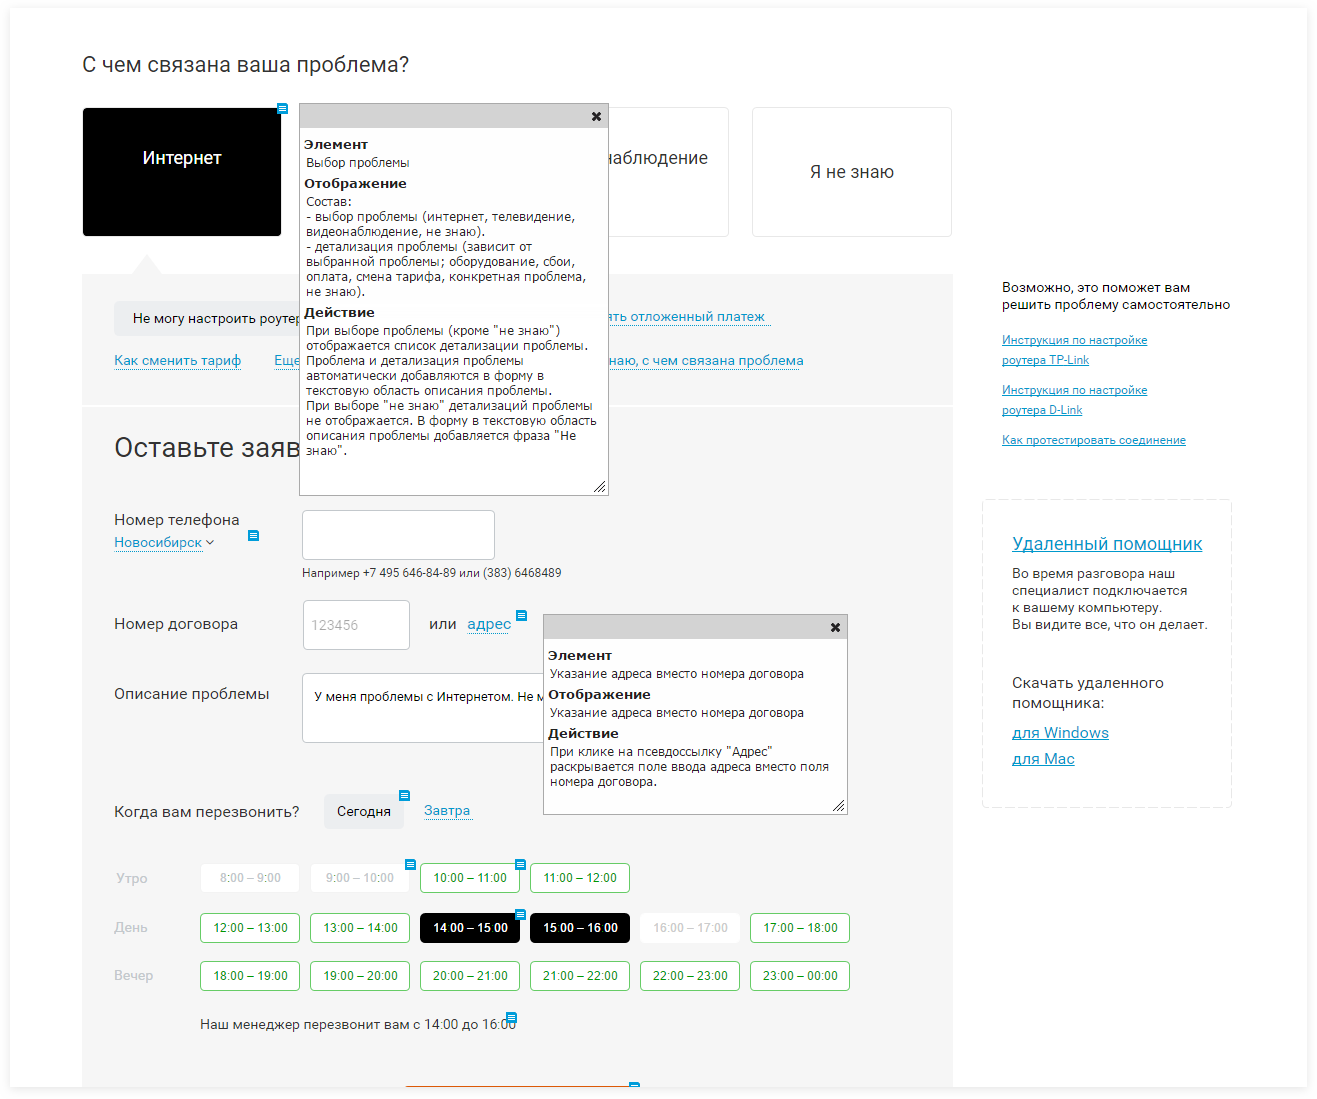 С чем связана ваша проблема?
Интернет
наблюдение
Я не знаю
Элемент
Выбор проблемы
Отображение
Состав:
- выбор проблемы (интернет, телевидение,
видеонаблюдение, не знаю).
- детализация проблемы (зависит от
выбранной проблемы; оборудование, сбои,
оплата, смена тарифа, конкретная проблема,
не знаю).
Действие
При выборе проблемы (кроме "не знаю")
отображается список детализации проблемы.
Проблема и детализация проблемы
автоматически добавляются в форму в
текстовую область описания проблемы.
При выборе "не знаю" детализаций проблемы
не отображается. В форму в текстовую область
описания проблемы добавляется фраза "Не
знаю".
Не могу настроить роутер
ять отложенный платеж
Как сменить тариф
Еще
наю, с чем связана проблема
Возможно, это поможет вам
решить проблему самостоятельно
Инструкция по настройке
роутера TP-Link
Инструкция по настройке
роутера D-Link
Как протестировать соединение
Оставьте заяв
Номер телефона
Новосибирск
Например +7 495 646-84-89 или (383) 6468489
Номер договора
123456
или адрес
Описание проблемы
У меня проблемы с Интернетом. Не м
Элемент
Указание адреса вместо номера договора
Отображение
Указание адреса вместо номера договора
Действие
При клике на псевдоссылку "Адрес"
раскрывается поле ввода адреса вместо поля
номера договора.
Удаленный помощник
Во время разговора наш
специалист подключается
к вашему компьютеру.
Вы видите все, что он делает.
Скачать удаленного
помощника:
для Windows
для Mac
Когда вам перезвонить? Сегодня Завтра
Утро 8:00 – 9:00 9:00 – 10:00 10:00 – 11:00 11:00 – 12:00
День 12:00 – 13:00 13:00 – 14:00 14 00 – 15 00 15 00 – 16 00 16:00 – 17:00 17:00 – 18:00
Вечер 18:00 – 19:00 19:00 – 20:00 20:00 – 21:00 21:00 – 22:00 22:00 – 23:00 23:00 – 00:00
Наш менеджер перезвонит вам с 14:00 до 16:00